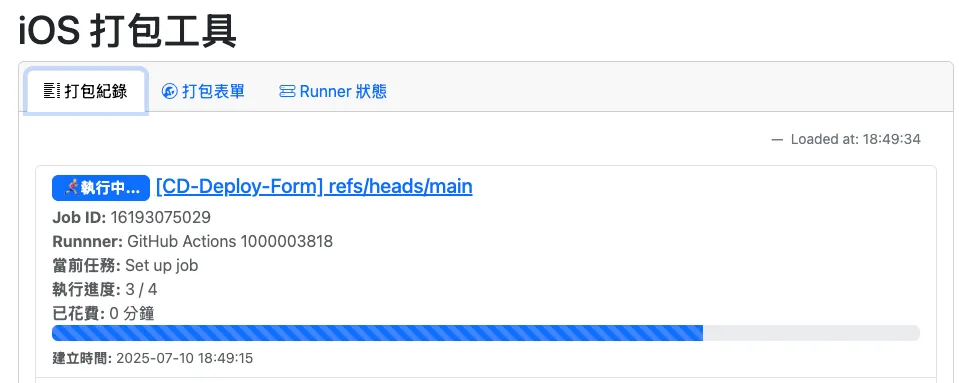 iOS 打包工具
打包紀錄 打包表單 Runner 狀態
— Loaded at: 18:49:34
🏃執行中... [CD-Deploy-Form] refs/heads/main
Job ID: 16193075029
Runnner: GitHub Actions 1000003818
當前任務: Set up job
執行進度: 3 / 4
已花費: 0 分鐘
建立時間: 2025-07-10 18:49:15